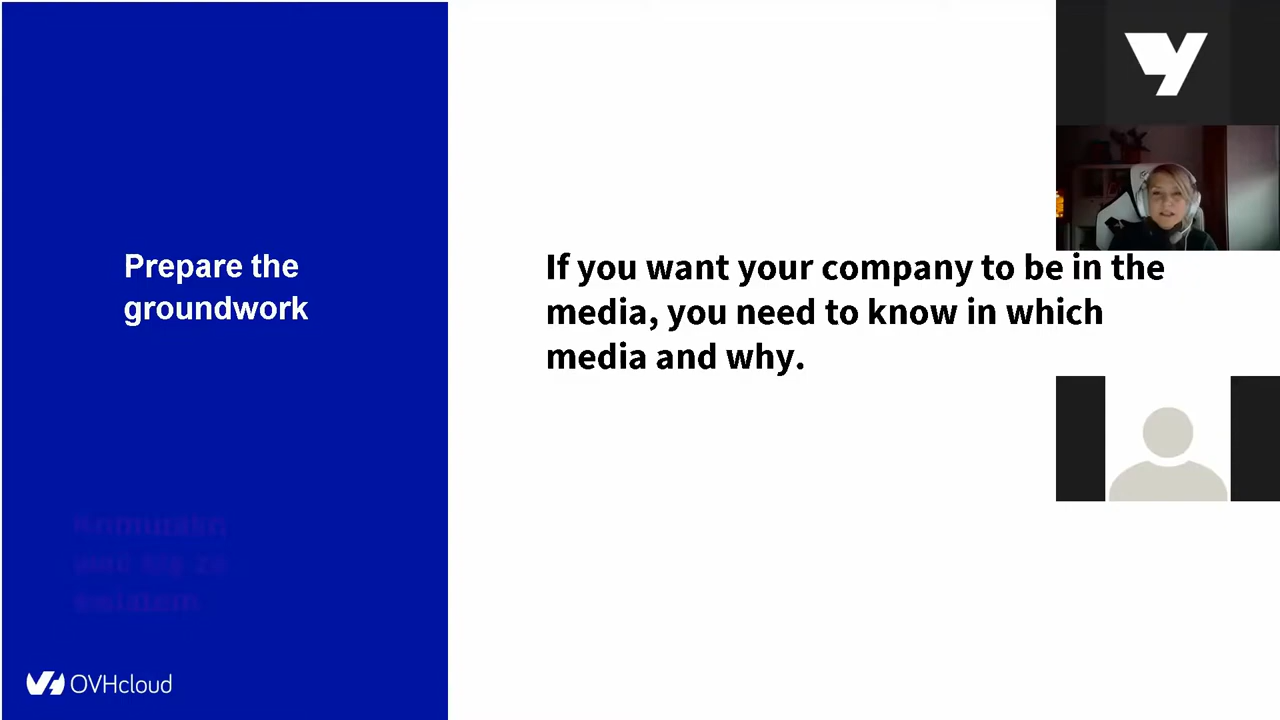 Prepare the
groundwork
If you want your company to be in the
media, you need to know in which
media and why.
OVHcloud